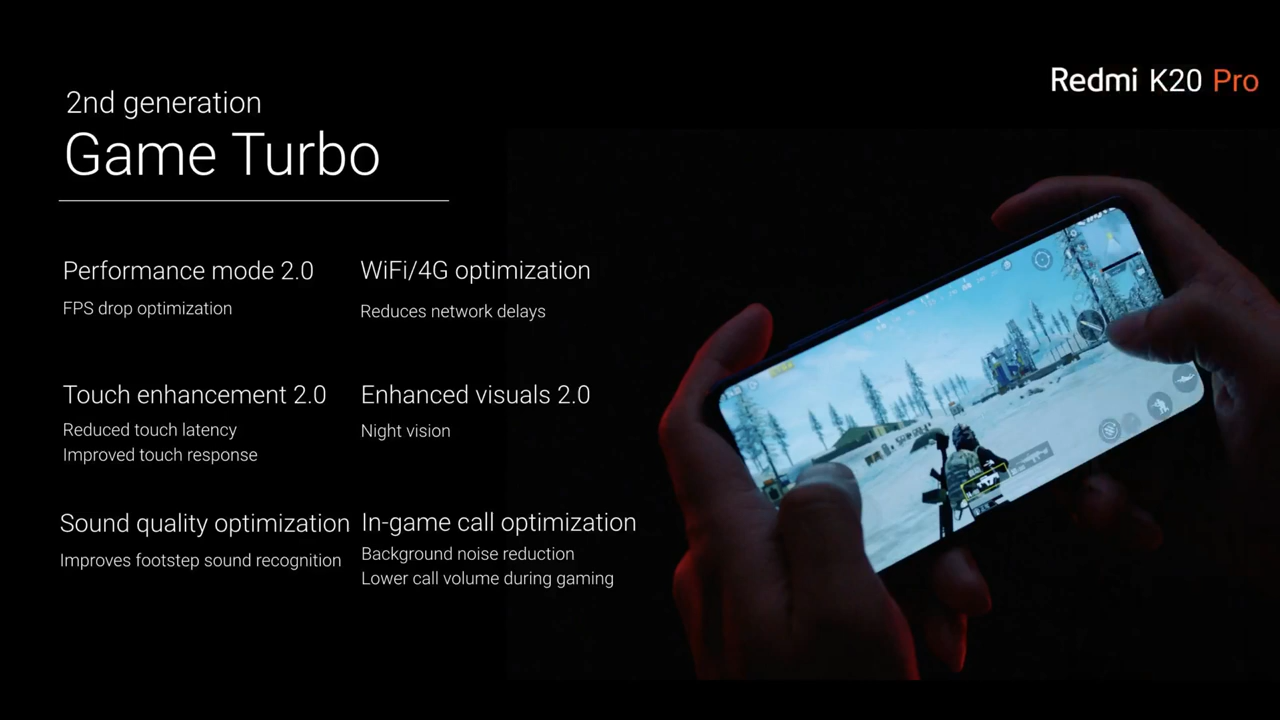 Redmi K20 Pro
2nd generation
Game Turbo
Performance mode 2.0
FPS drop optimization
WiFi/4G optimization
Reduces network delays
Touch enhancement 2.0
Reduced touch latency
Improved touch response
Enhanced visuals 2.0
Night vision
Sound quality optimization
Improves footstep sound recognition
In-game call optimization
Background noise reduction
Lower call volume during gaming